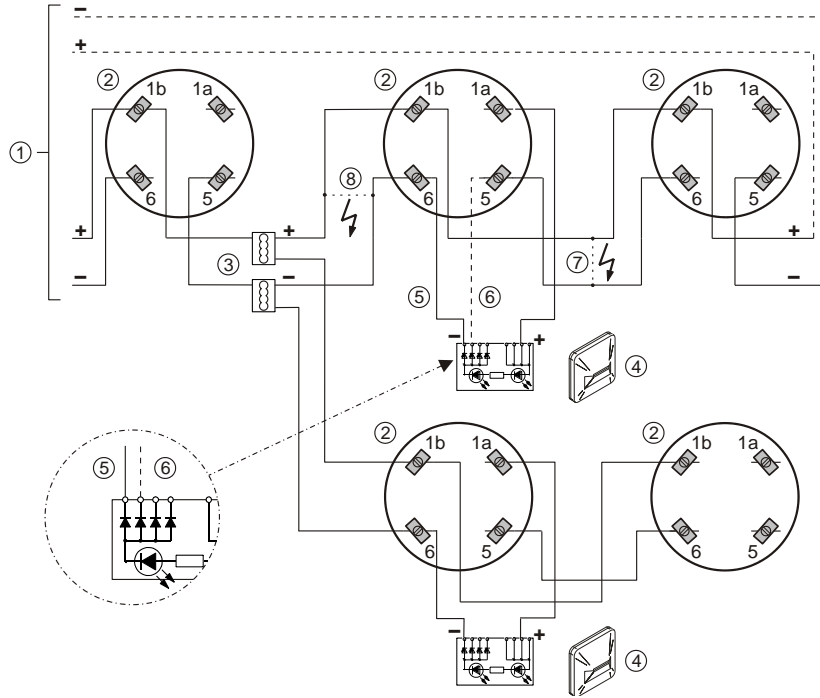 −
+
② ② ②
1b 1a 1b 1a 1b 1a
①
⑧
6 5 6 5 6 5
+ + +
③ ⑦
− − −
⑤ ⑥
− +
④
② ②
1b 1a 1b 1a
⑤ ⑥
6 5 6 5
− +
④